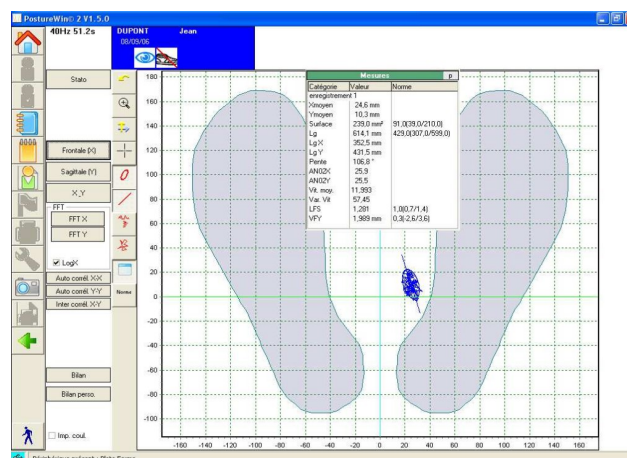 PostureWin© 2 V1.5.0
40Hz 51.2s
DUPONT Jean
08/09/06
Stato
Frontale (X)
Sagittale (Y)
X_Y
FFT
FFT X
FFT Y
LogX
Auto corrél. X-X
Auto corrél. Y-Y
Inter corrél. X-Y
Bilan
Bilan perso.
Imp. coul.
Norme
Mesures p
Catégorie Valeur Norme
enregistrement 1
Xmoyen 24,6 mm
Ymoyen 10,3 mm
Surface 239,0 mm² 91,0(39,0/210,0)
Lg 614,1 mm 429,0(307,0/599,0)
Lg X 352,5 mm
Lg Y 431,5 mm
Pente 106,8 °
AN02X 25,9
AN02Y 25,5
Vit. moy. 11,993
Var. Vit 57,45
LFS 1,281 1,0(0,7/1,4)
VFY 1,989 mm 0,3(-2,6/3,6)
180
160
140
120
100
80
60
40
20
0
-20
-40
-60
-80
-100
-160 -140 -120 -100 -80 -60 -40 -20 0 20 40 60 80 100 120 140 160